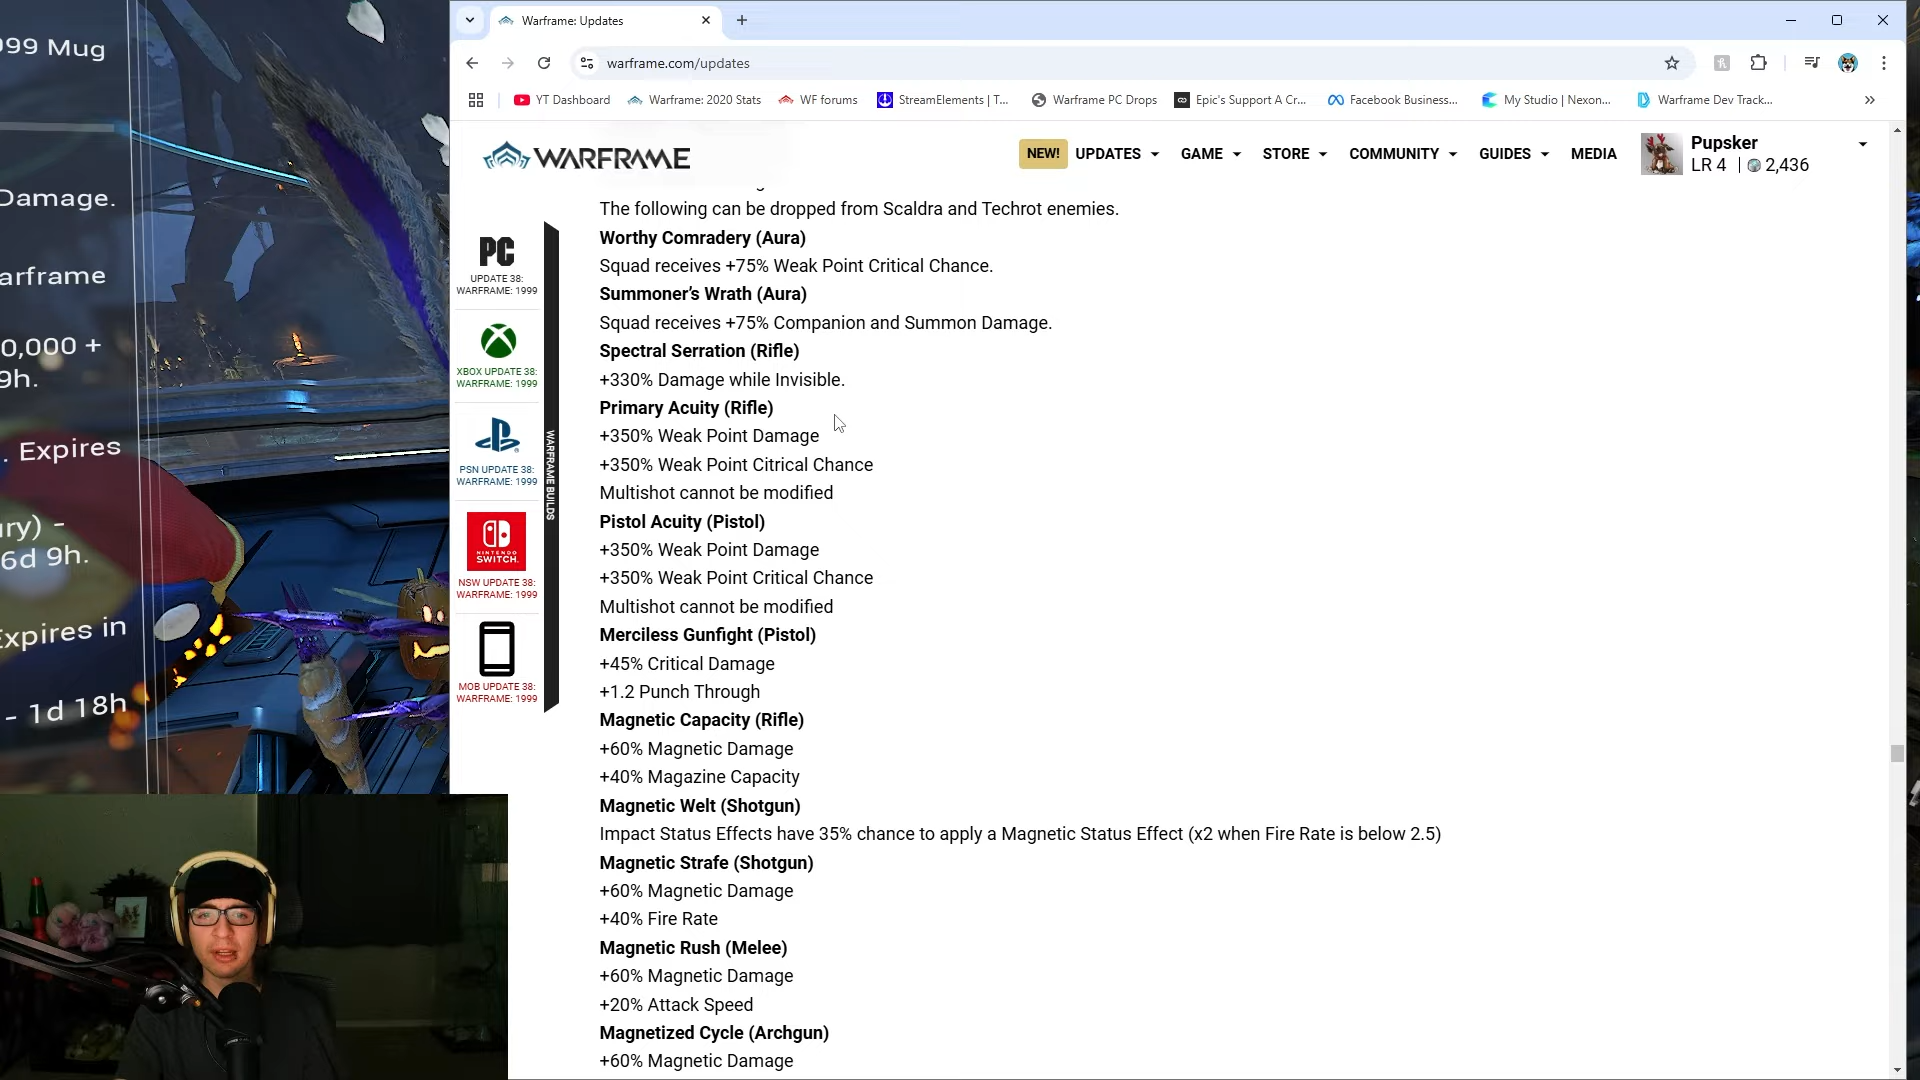 999 Mug
Damage.
arframe
0,000 +
9h.
. Expires
ury) -
6d 9h.
Expires in
- 1d 18h
Warframe: Updates
warframe.com/updates
YT Dashboard
Warframe: 2020 Stats
WF forums
StreamElements | T...
Warframe PC Drops
Epic's Support A Cr...
Facebook Business...
My Studio | Nexon...
Warframe Dev Track...
WARFRAME
NEW! UPDATES
GAME
STORE
COMMUNITY
GUIDES
MEDIA
Pupsker
LR 4 | 2,436
PC
UPDATE 38:
WARFRAME: 1999
XBOX UPDATE 38:
WARFRAME: 1999
PSN UPDATE 38:
WARFRAME: 1999
NINTENDO
SWITCH.
NSW UPDATE 38:
WARFRAME: 1999
MOB UPDATE 38:
WARFRAME: 1999
WARFRAME BUILDS
The following can be dropped from Scaldra and Techrot enemies.
Worthy Comradery (Aura)
Squad receives +75% Weak Point Critical Chance.
Summoner’s Wrath (Aura)
Squad receives +75% Companion and Summon Damage.
Spectral Serration (Rifle)
+330% Damage while Invisible.
Primary Acuity (Rifle)
+350% Weak Point Damage
+350% Weak Point Citrical Chance
Multishot cannot be modified
Pistol Acuity (Pistol)
+350% Weak Point Damage
+350% Weak Point Critical Chance
Multishot cannot be modified
Merciless Gunfight (Pistol)
+45% Critical Damage
+1.2 Punch Through
Magnetic Capacity (Rifle)
+60% Magnetic Damage
+40% Magazine Capacity
Magnetic Welt (Shotgun)
Impact Status Effects have 35% chance to apply a Magnetic Status Effect (x2 when Fire Rate is below 2.5)
Magnetic Strafe (Shotgun)
+60% Magnetic Damage
+40% Fire Rate
Magnetic Rush (Melee)
+60% Magnetic Damage
+20% Attack Speed
Magnetized Cycle (Archgun)
+60% Magnetic Damage